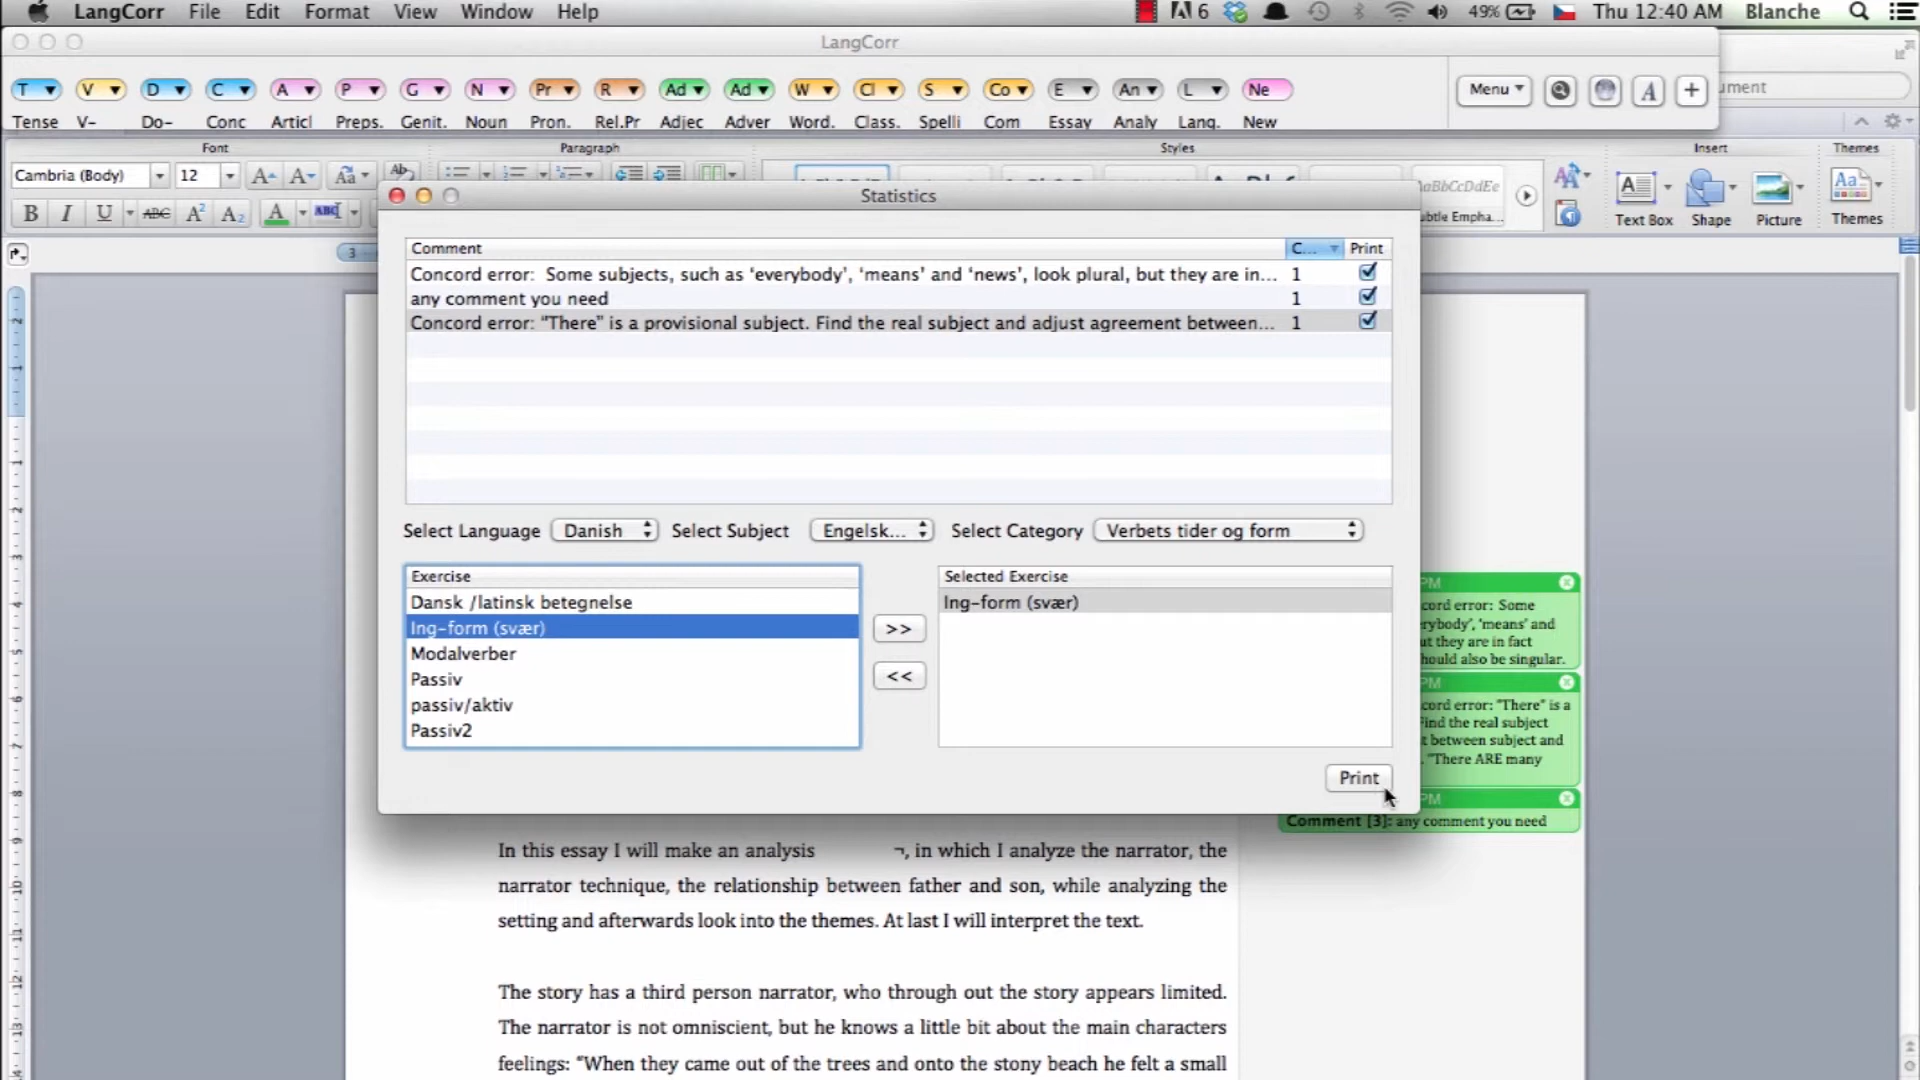 LangCorr File Edit Format View Window Help 6 49% Thu 12:40 AM Blanche
LangCorr
T V D C A P G N Pr R Ad Ad W Cl S Co E An L Ne Menu A +
Tense V- Do- Conc Articl Preps. Genit. Noun Pron. Rel.Pr Adjec Adver Word. Class. Spelli Com Essay Analy Lang. New
Font Paragraph Styles Insert Themes
Cambria (Body) 12
B I U ABC A² A₂ A ABC
Text Box Shape Picture Themes
AaBbCcDdEe
Statistics
Comment C... Print
Concord error: Some subjects, such as ‘everybody’, ‘means’ and ‘news’, look plural, but they are in... 1
any comment you need 1
Concord error: "There" is a provisional subject. Find the real subject and adjust agreement between... 1
Select Language Danish Select Subject Engelsk... Select Category Verbets tider og form
Exercise
Dansk /latinsk betegnelse
Ing-form (svær)
Modalverber
Passiv
passiv/aktiv
Passiv2
>>
<<
Selected Exercise
Ing-form (svær)
Print
PM
cord error: Some
rybody’, ‘means’ and
ut they are in fact
hould also be singular.
PM
cord error: "There" is a
Find the real subject
t between subject and
. "There ARE many
PM
Comment [3]: any comment you need
In this essay I will make an analysis ¬, in which I analyze the narrator, the
narrator technique, the relationship between father and son, while analyzing the
setting and afterwards look into the themes. At last I will interpret the text.
The story has a third person narrator, who through out the story appears limited.
The narrator is not omniscient, but he knows a little bit about the main characters
feelings: “When they came out of the trees and onto the stony beach he felt a small